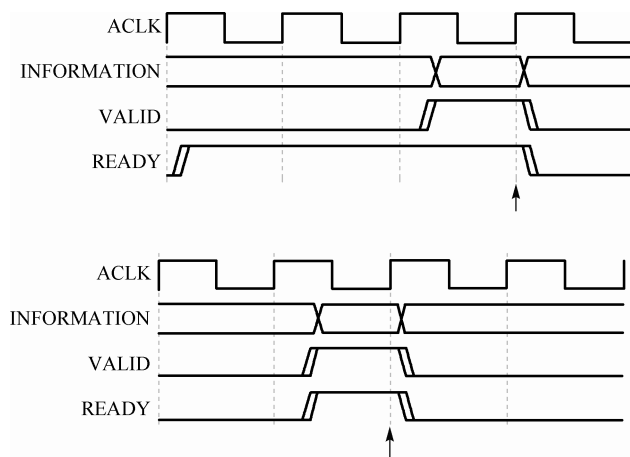 ACLK
INFORMATION
VALID
READY
ACLK
INFORMATION
VALID
READY